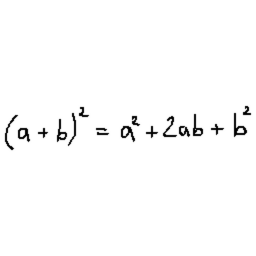 (a + b)² = a² + 2ab + b²